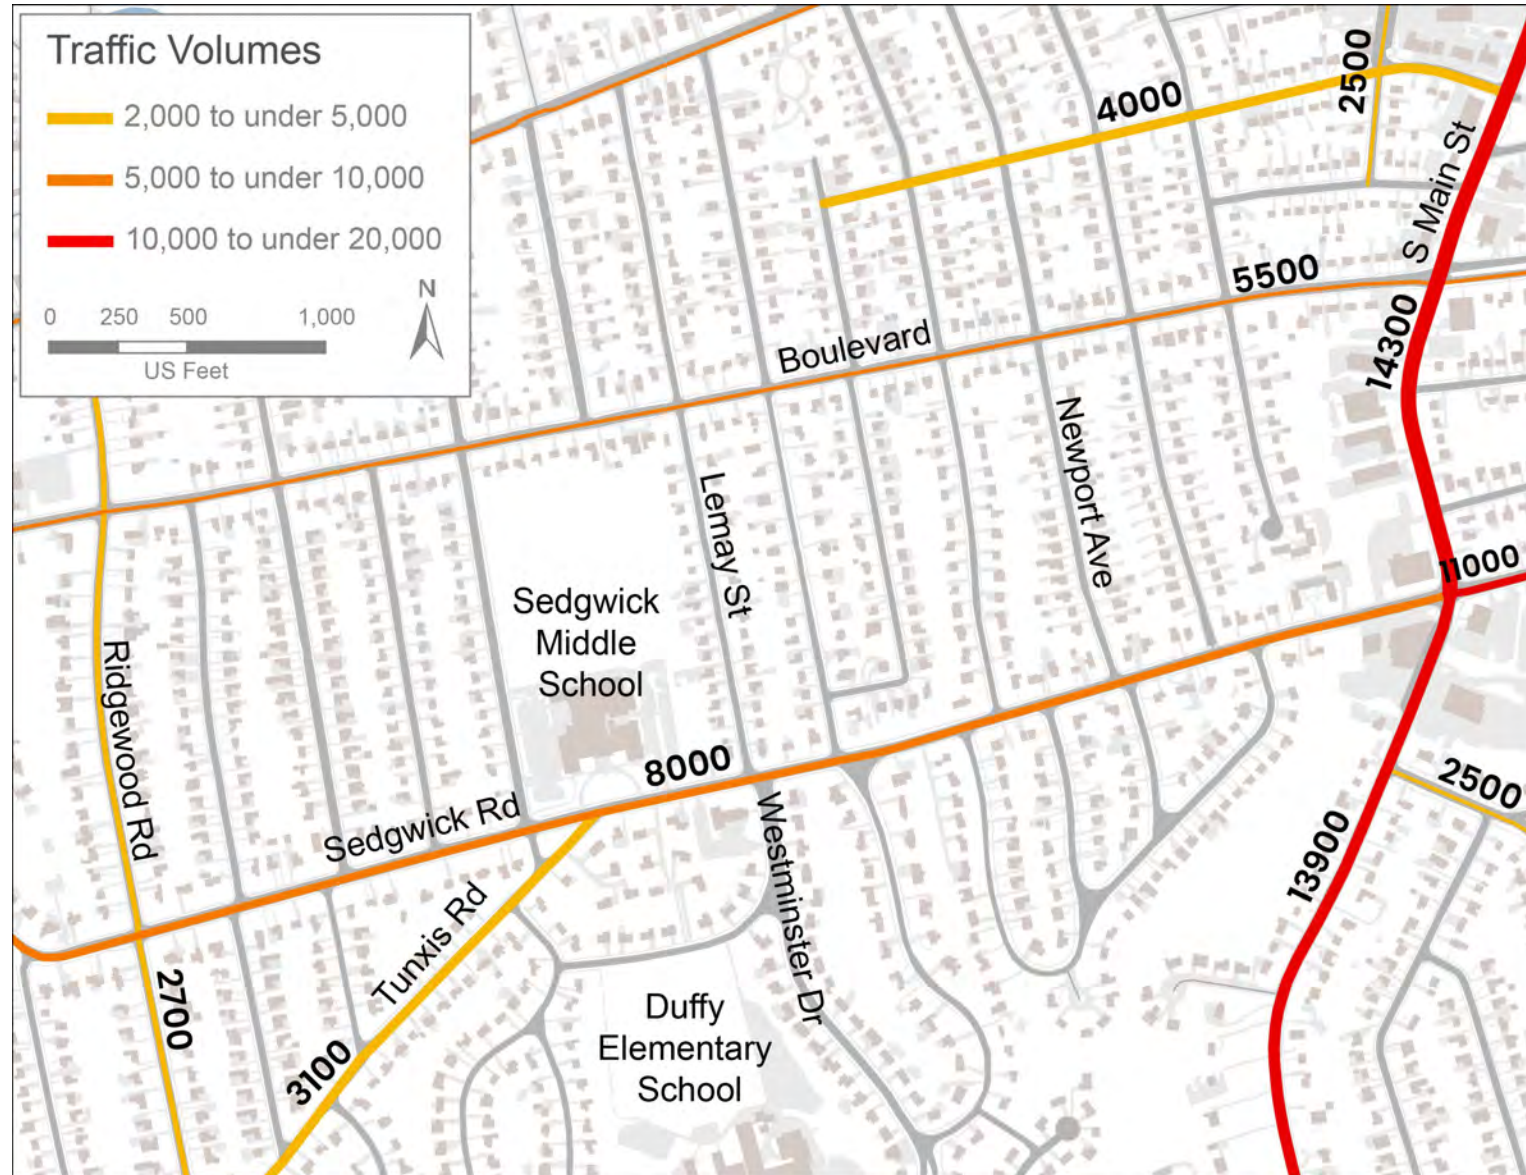 Traffic Volumes
2,000 to under 5,000
5,000 to under 10,000
10,000 to under 20,000
N
0 250 500 1,000
US Feet
2500
4000
S Main St
5500
14300
Boulevard
Newport Ave
Lemay St
11000
Sedgwick
Middle
School
Ridgewood Rd
8000
Sedgwick Rd
2500
Westminster Dr
13900
Tunxis Rd
2700
3100
Duffy
Elementary
School